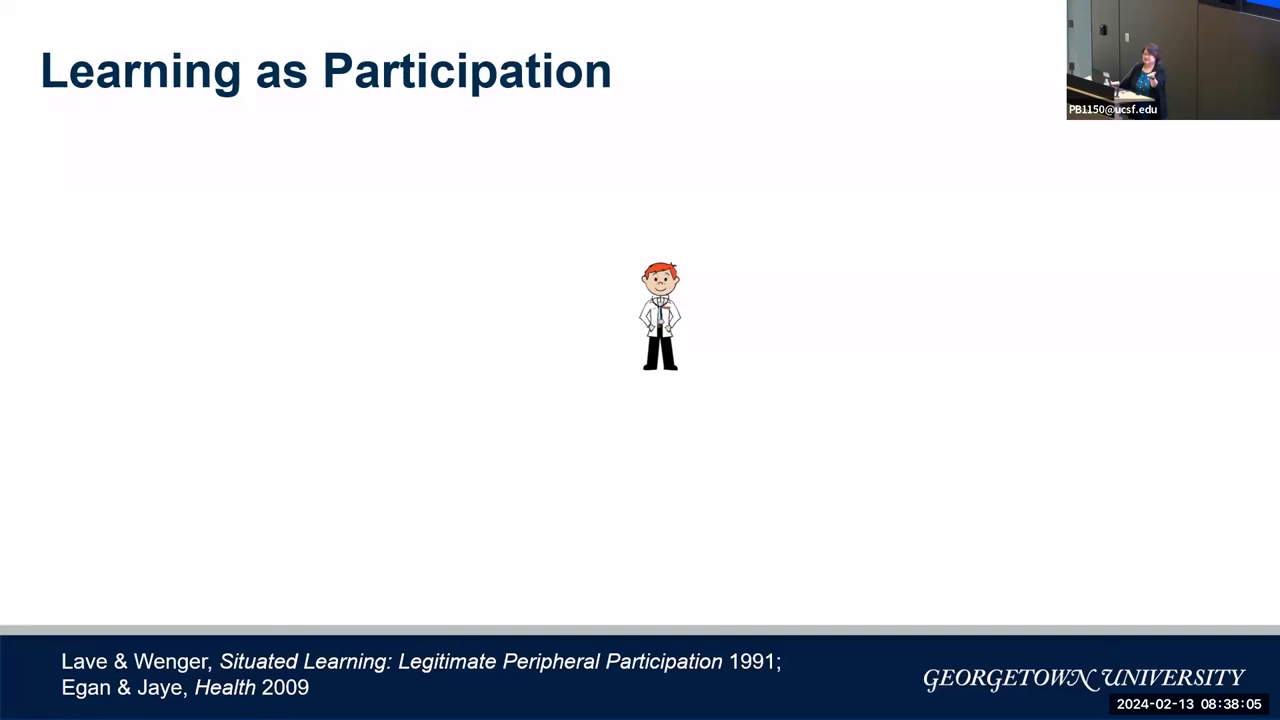 Learning as Participation
PB1150@ucsf.edu
Lave & Wenger, Situated Learning: Legitimate Peripheral Participation 1991;
Egan & Jaye, Health 2009
GEORGETOWN UNIVERSITY
2024-02-13 08:38:05